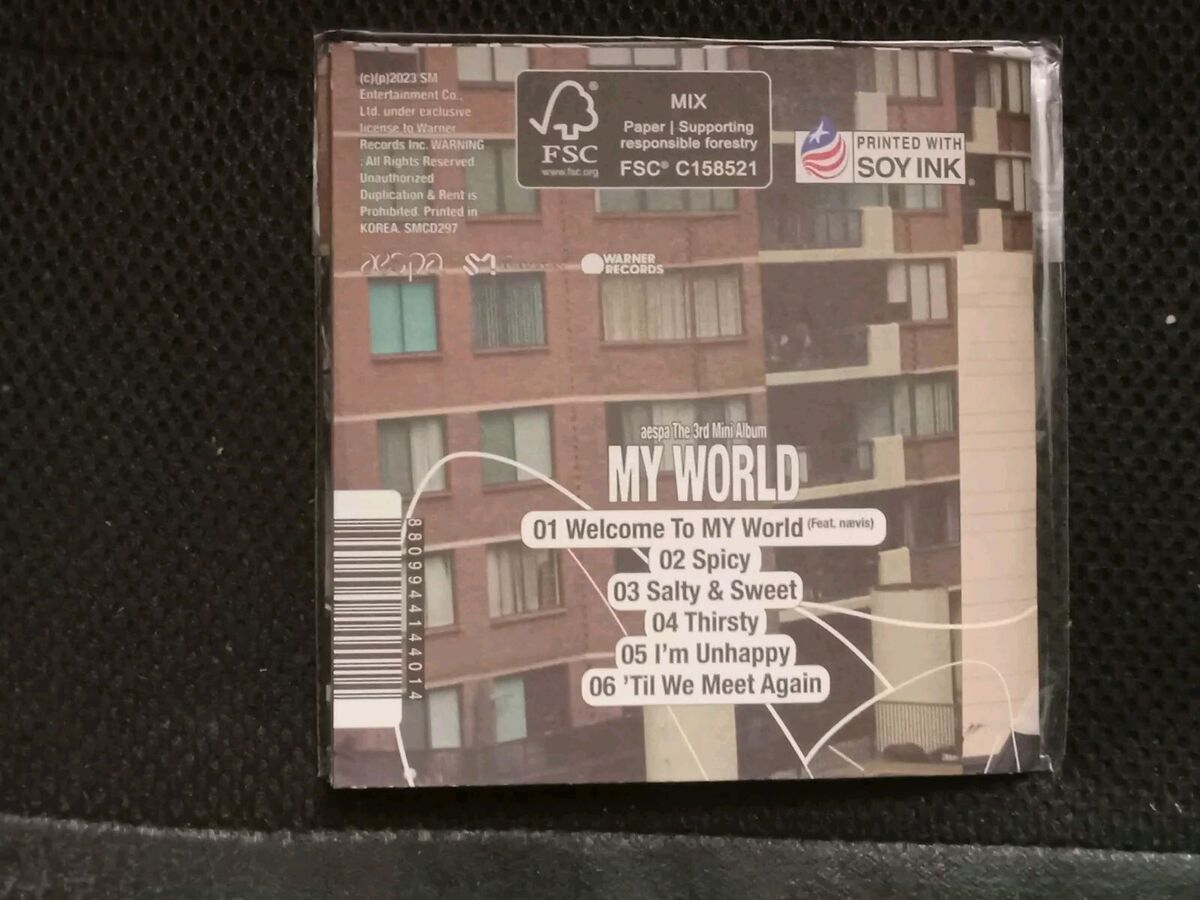 (c)(p)2023 SM
Entertainment Co.,
Ltd. under exclusive
license to Warner
Records Inc. WARNING
: All Rights Reserved.
Unauthorized
Duplication & Rent is
Prohibited. Printed in
KOREA. SMCD297
FSC
www.fsc.org
MIX
Paper | Supporting
responsible forestry
FSC® C158521
PRINTED WITH
SOY INK
aespa
SM
WARNER
RECORDS
aespa The 3rd Mini Album
MY WORLD
01 Welcome To MY World (Feat. nævis)
02 Spicy
03 Salty & Sweet
04 Thirsty
05 I'm Unhappy
06 'Til We Meet Again
8809944144014